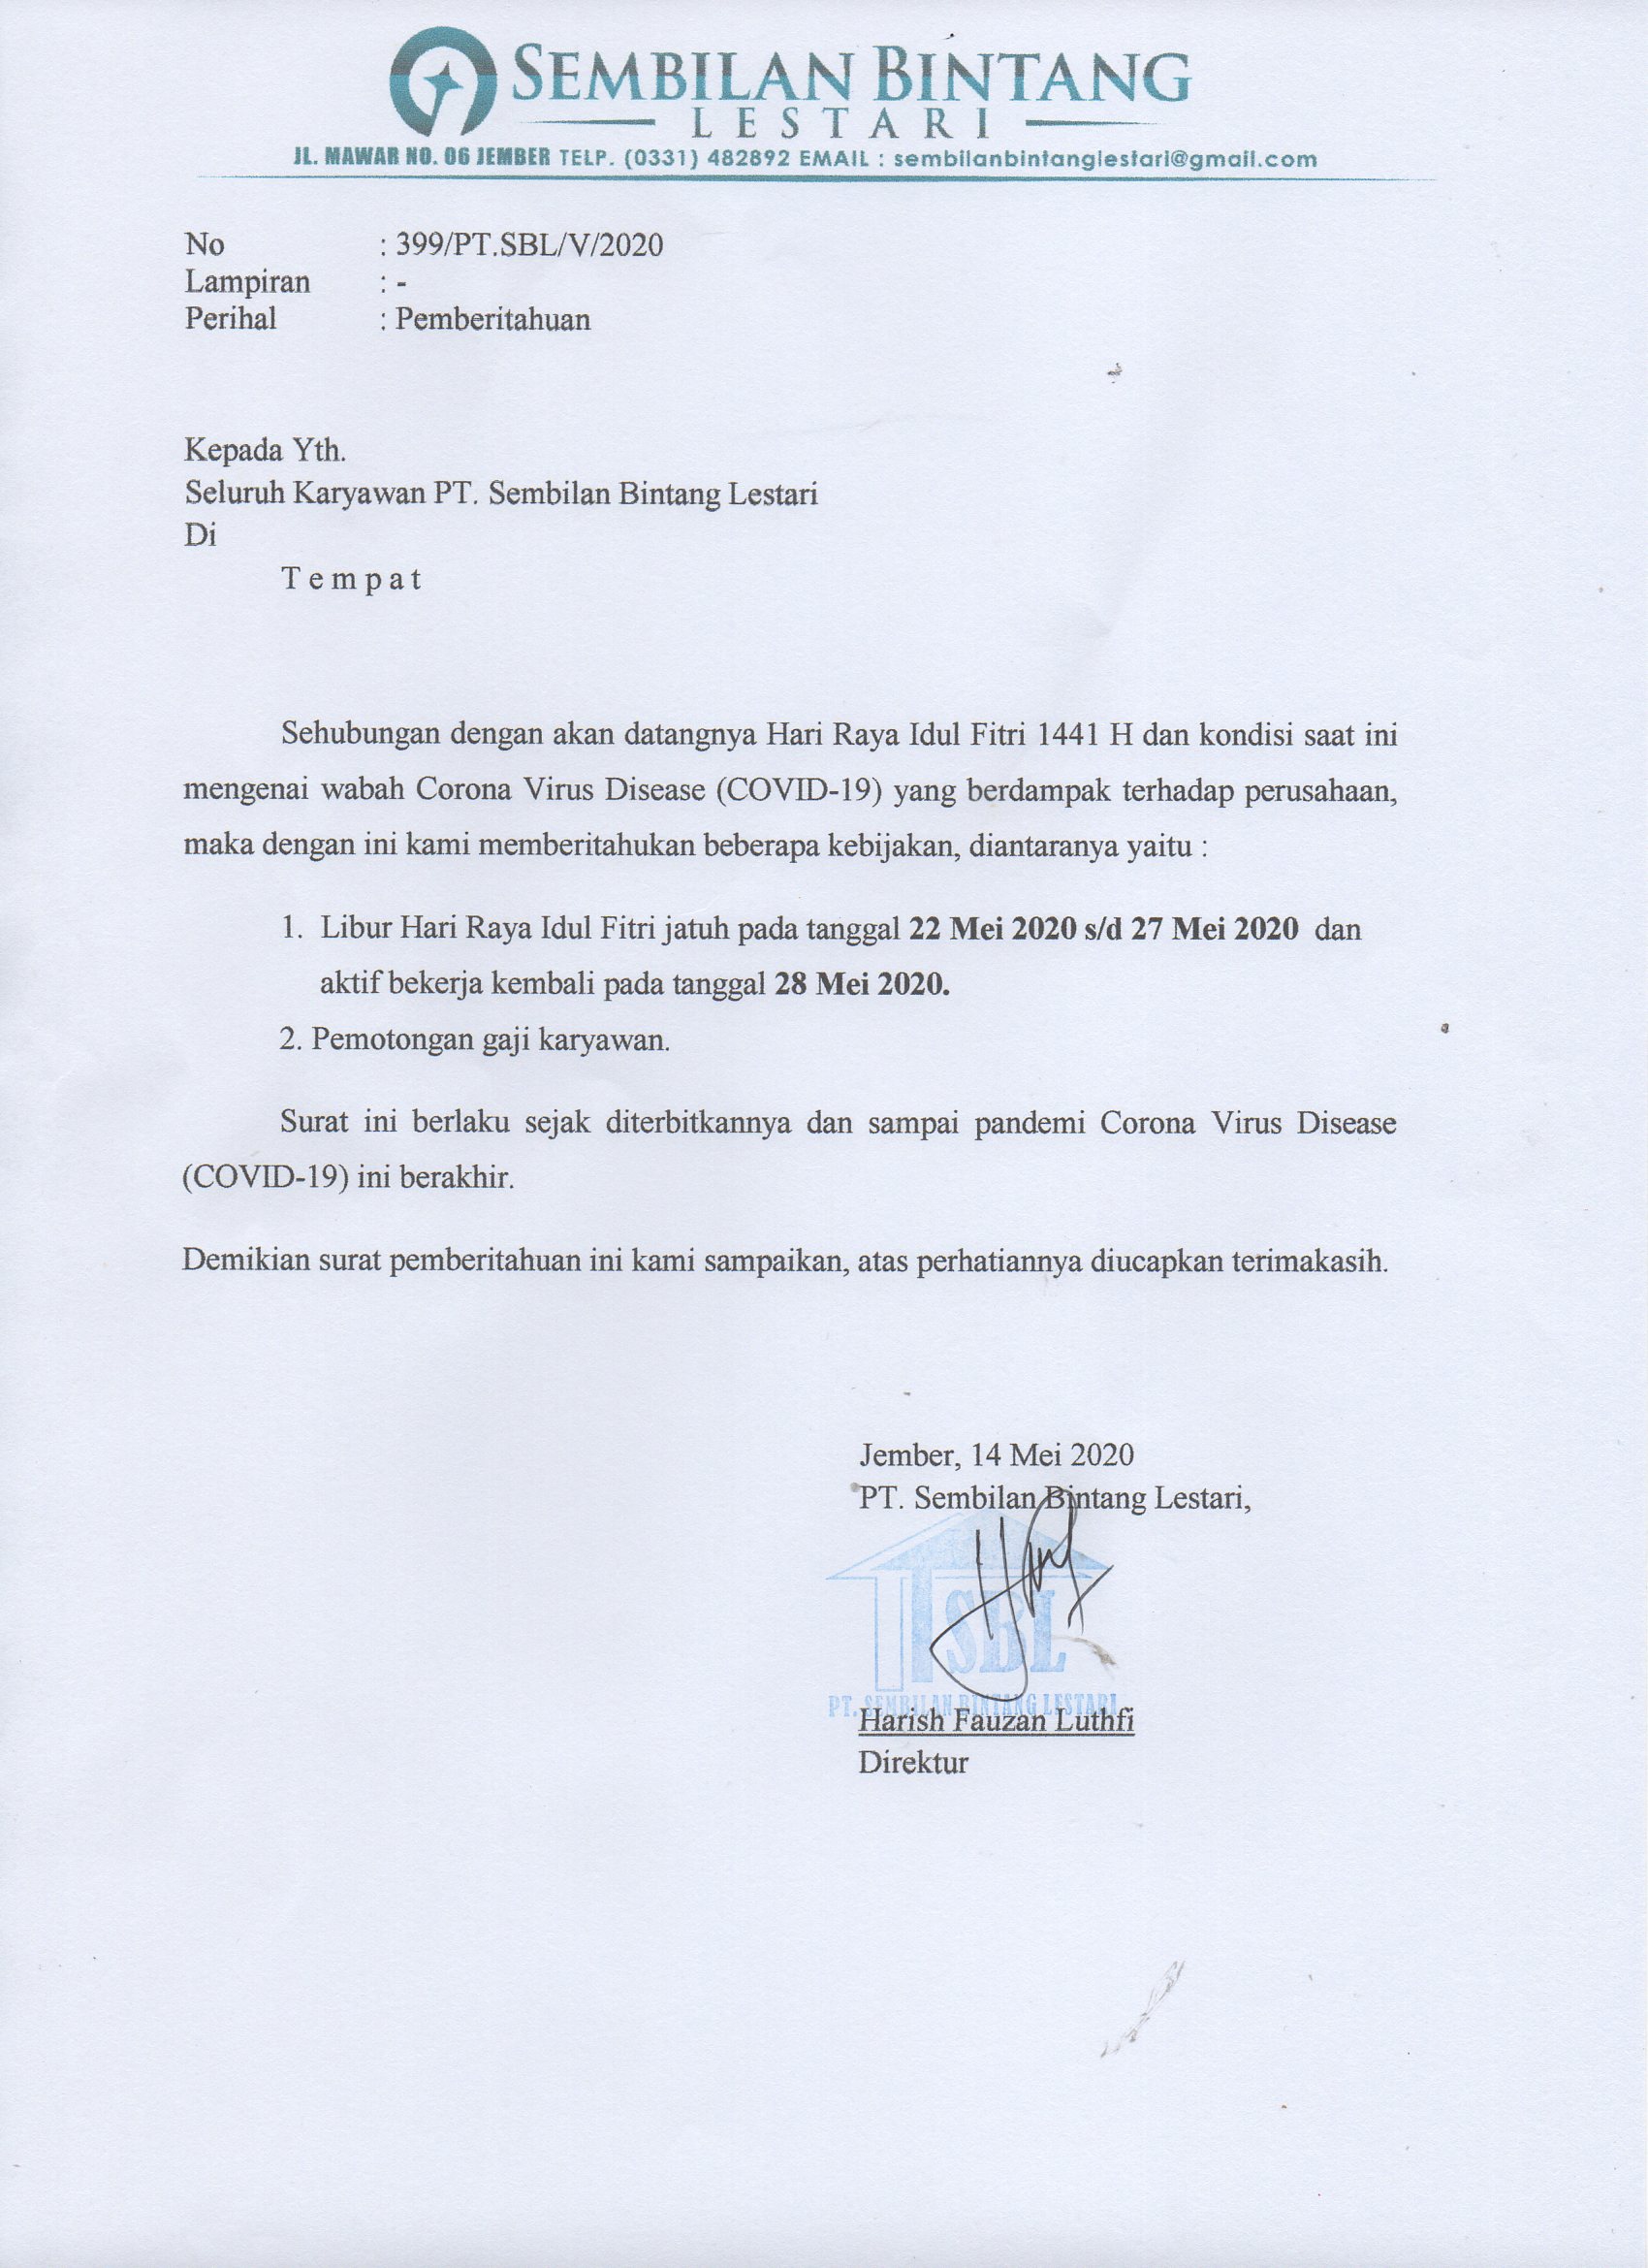 SEMBILAN BINTANG
LESTARI
JL. MAWAR NO. 06 JEMBER TELP. (0331) 482892 EMAIL : sembilanbintanglestari@gmail.com
No : 399/PT.SBL/V/2020
Lampiran : -
Perihal : Pemberitahuan
Kepada Yth.
Seluruh Karyawan PT. Sembilan Bintang Lestari
Di
T e m p a t
Sehubungan dengan akan datangnya Hari Raya Idul Fitri 1441 H dan kondisi saat ini
mengenai wabah Corona Virus Disease (COVID-19) yang berdampak terhadap perusahaan,
maka dengan ini kami memberitahukan beberapa kebijakan, diantaranya yaitu :
1. Libur Hari Raya Idul Fitri jatuh pada tanggal 22 Mei 2020 s/d 27 Mei 2020 dan
aktif bekerja kembali pada tanggal 28 Mei 2020.
2. Pemotongan gaji karyawan.
Surat ini berlaku sejak diterbitkannya dan sampai pandemi Corona Virus Disease
(COVID-19) ini berakhir.
Demikian surat pemberitahuan ini kami sampaikan, atas perhatiannya diucapkan terimakasih.
Jember, 14 Mei 2020
PT. Sembilan Bintang Lestari,
SBL
PT. SEMBILAN BINTANG LESTARI
Harish Fauzan Luthfi
Direktur